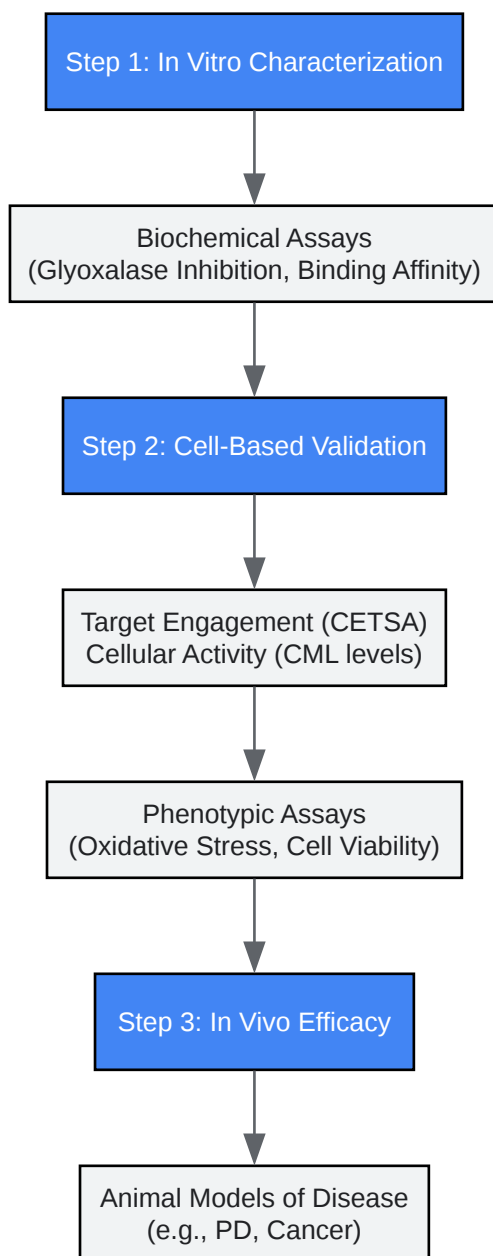 Step 1: In Vitro Characterization
Biochemical Assays
(Glyoxalase Inhibition, Binding Affinity)
Step 2: Cell-Based Validation
Target Engagement (CETSA)
Cellular Activity (CML levels)
Phenotypic Assays
(Oxidative Stress, Cell Viability)
Step 3: In Vivo Efficacy
Animal Models of Disease
(e.g., PD, Cancer)